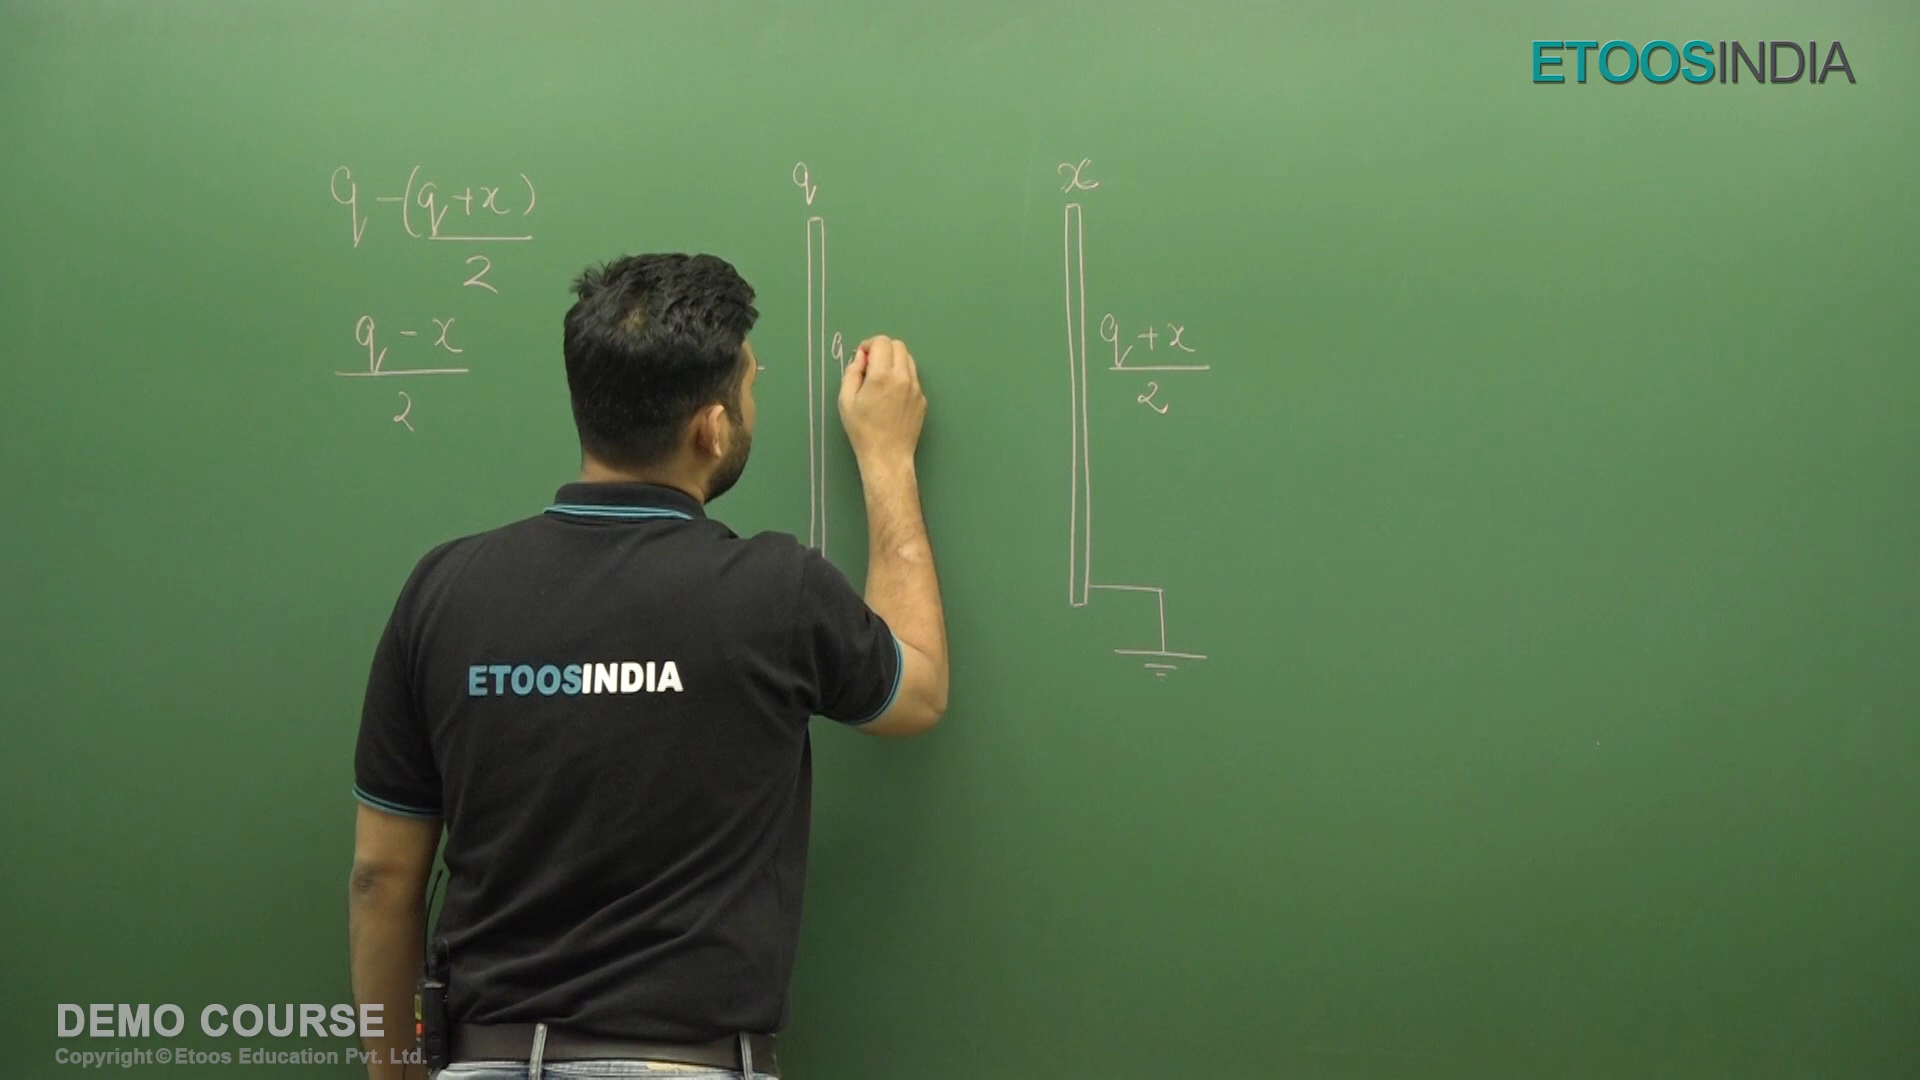 ETOOSINDIA
q - (q + x)
2
q - x
2
q
x
q
q + x
2
ETOOSINDIA
DEMO COURSE
Copyright © Etoos Education Pvt. Ltd.